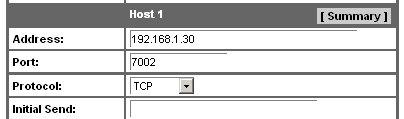 Host 1 [ Summary ]
Address: 192.168.1.30
Port: 7002
Protocol: TCP
Initial Send: